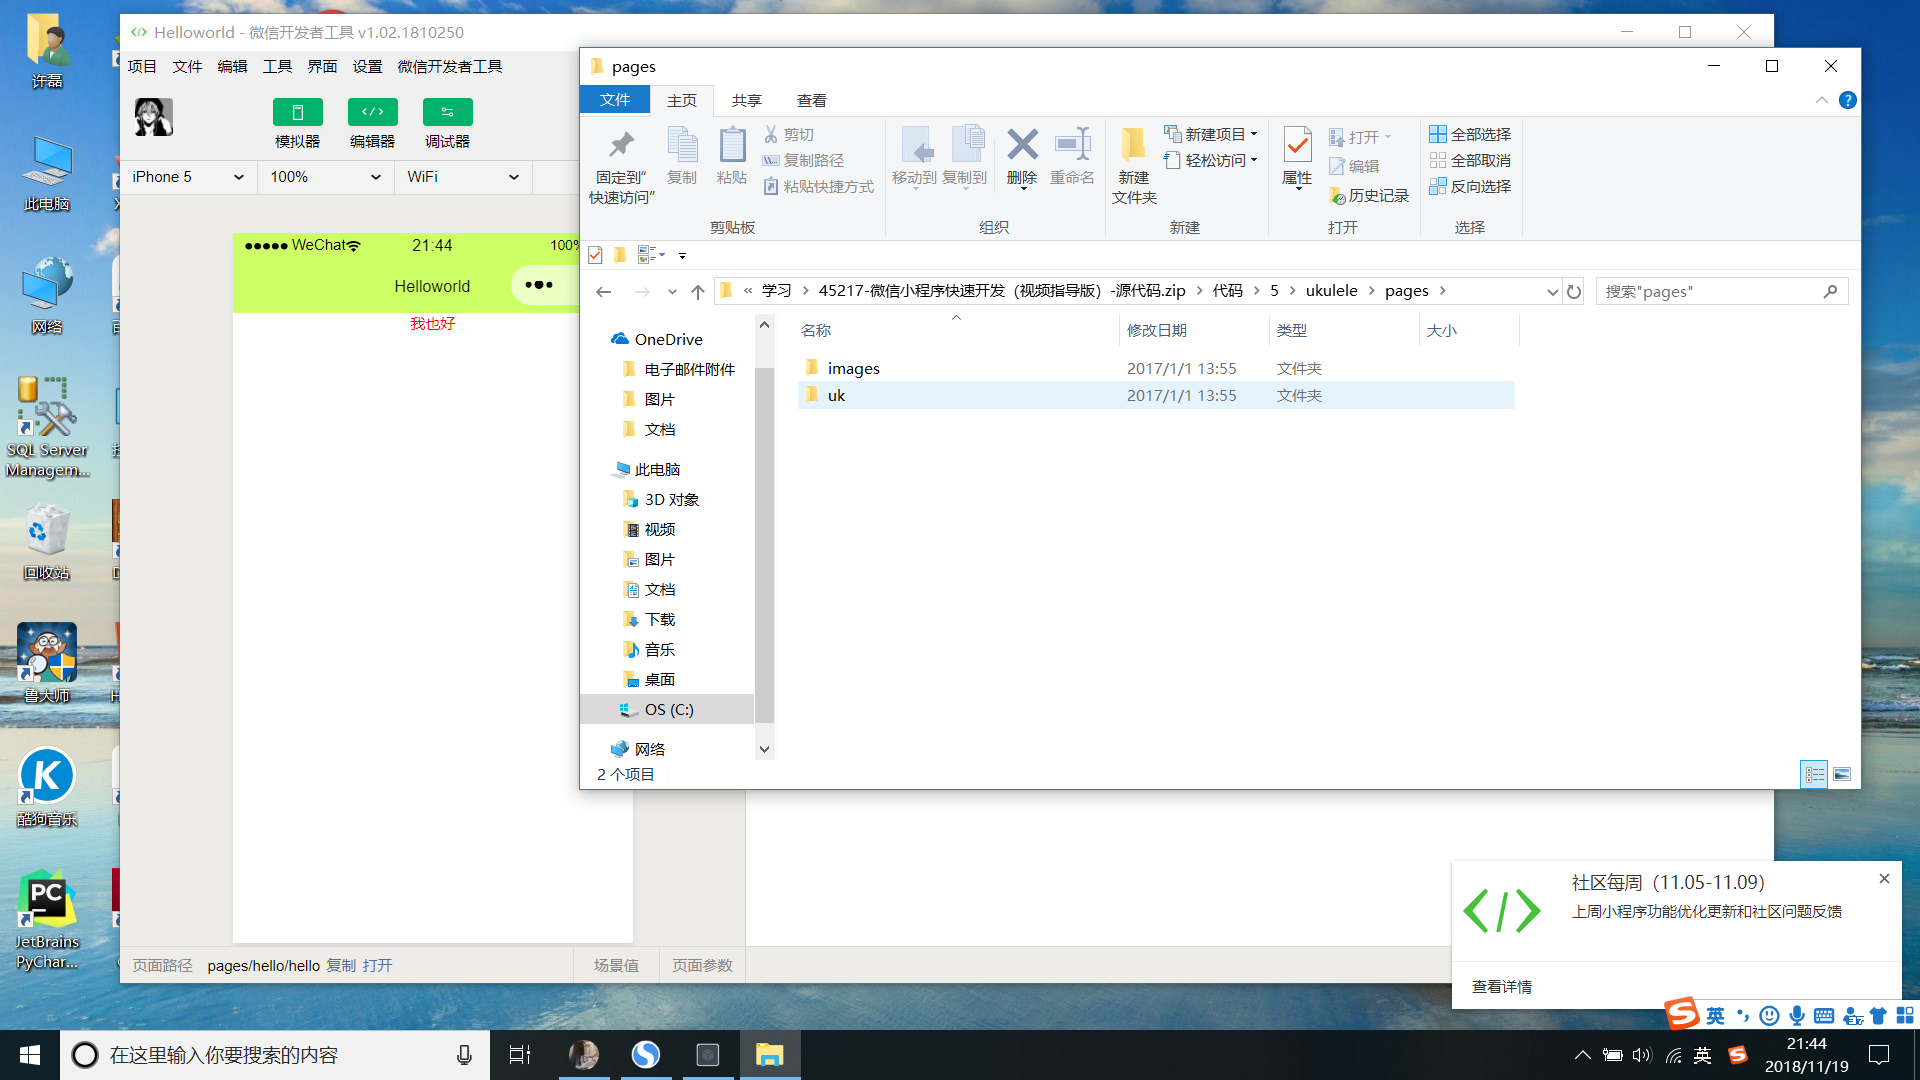 许磊
此电脑
网络
SQL Server
Managem...
回收站
鲁大师
酷狗音乐
JetBrains
PyChar...
Helloworld - 微信开发者工具 v1.02.1810250
项目 文件 编辑 工具 界面 设置 微信开发者工具
模拟器 编辑器 调试器
iPhone 5 100% WiFi
WeChat 21:44 100%
Helloworld
我也好
页面路径 pages/hello/hello 复制 打开 场景值 页面参数
pages
文件 主页 共享 查看
固定到"
快速访问"
复制
粘贴
剪切
复制路径
粘贴快捷方式
剪贴板
移动到 复制到 删除 重命名
组织
新建
文件夹
新建项目
轻松访问
新建
属性
打开
编辑
历史记录
打开
全部选择
全部取消
反向选择
选择
« 学习 › 45217-微信小程序快速开发（视频指导版）-源代码.zip › 代码 › 5 › ukulele › pages ›
搜索"pages"
OneDrive
电子邮件附件
图片
文档
此电脑
3D 对象
视频
图片
文档
下载
音乐
桌面
OS (C:)
网络
名称 修改日期 类型 大小
images 2017/1/1 13:55 文件夹
uk 2017/1/1 13:55 文件夹
2 个项目
社区每周（11.05-11.09）
上周小程序功能优化更新和社区问题反馈
查看详情
英
在这里输入你要搜索的内容
英
21:44
2018/11/19